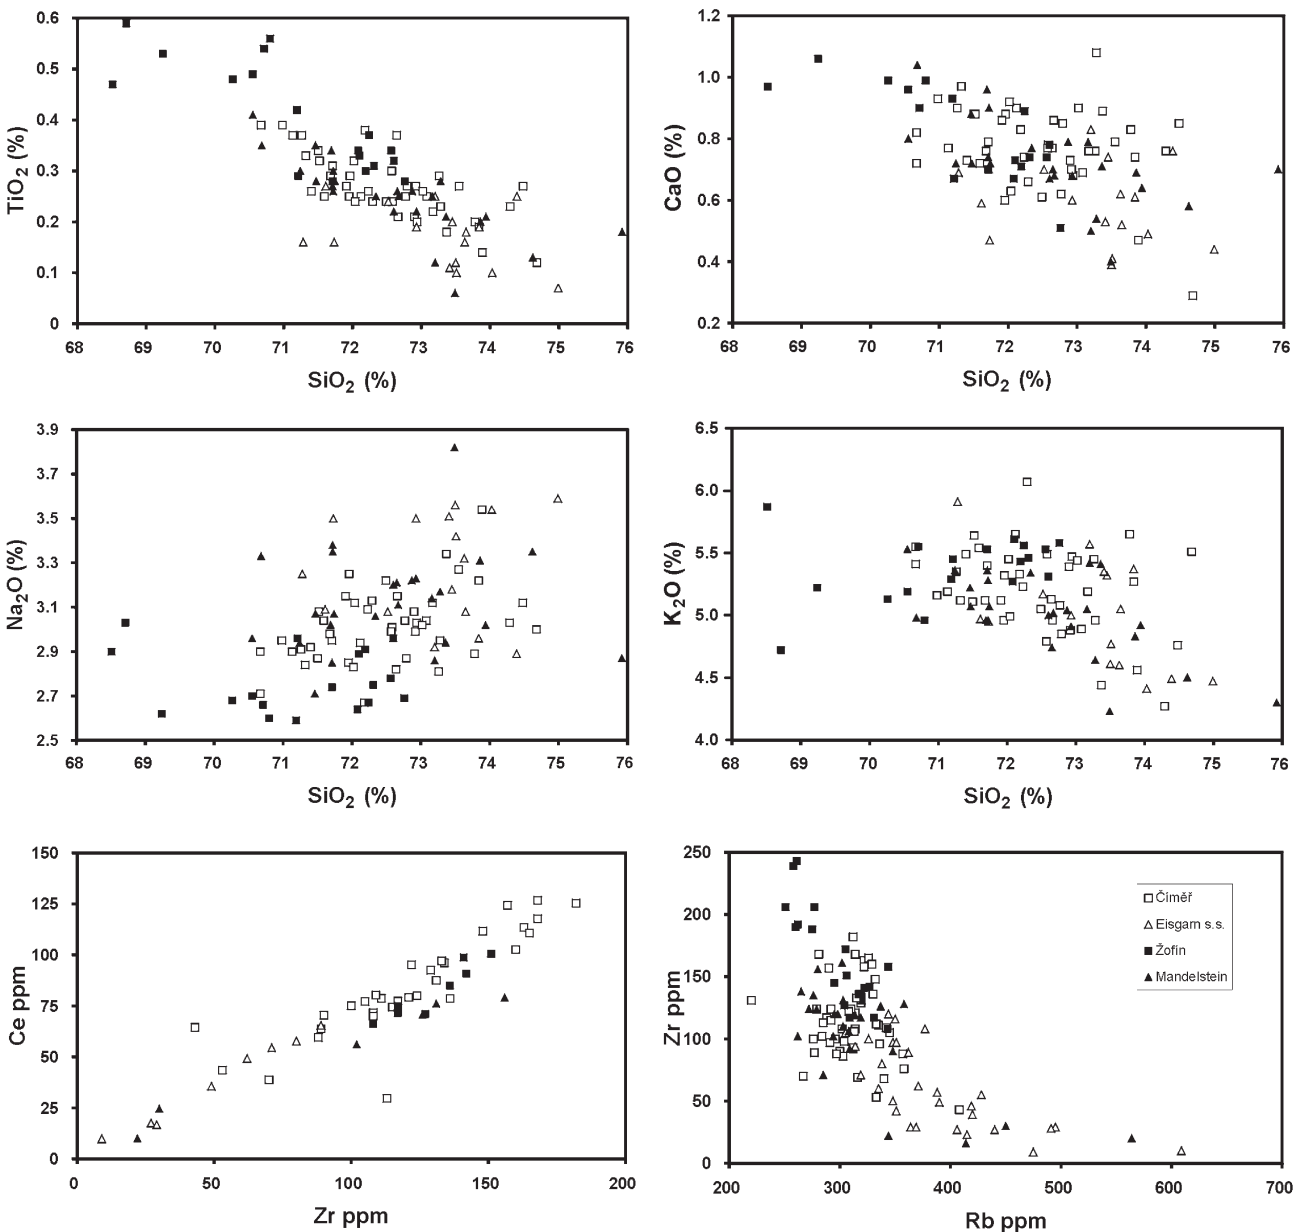 0.6
0.5
0.4
0.3
0.2
0.1
0
TiO2 (%)
68 69 70 71 72 73 74 75 76
SiO2 (%)
1.2
1.0
0.8
0.6
0.4
0.2
CaO (%)
68 69 70 71 72 73 74 75 76
SiO2 (%)
3.9
3.7
3.5
3.3
3.1
2.9
2.7
2.5
Na2O (%)
68 69 70 71 72 73 74 75 76
SiO2 (%)
6.5
6.0
5.5
5.0
4.5
4.0
K2O (%)
68 69 70 71 72 73 74 75 76
SiO2 (%)
150
125
100
75
50
25
0
Ce ppm
0 50 100 150 200
Zr ppm
250
200
150
100
50
0
Zr ppm
200 300 400 500 600 700
Rb ppm
Číměř
Eisgarn s.s.
Žofín
Mandelstein